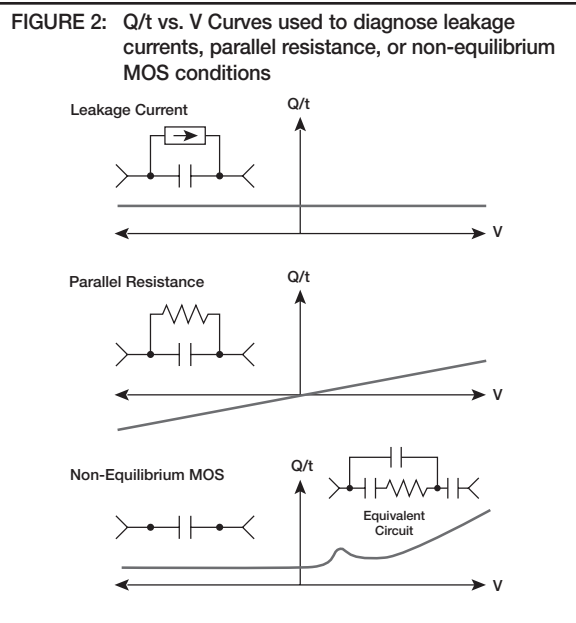 FIGURE 2: Q/t vs. V Curves used to diagnose leakage
currents, parallel resistance, or non-equilibrium
MOS conditions
Leakage Current
Q/t
V
Parallel Resistance
Q/t
V
Non-Equilibrium MOS
Q/t
Equivalent
Circuit
V